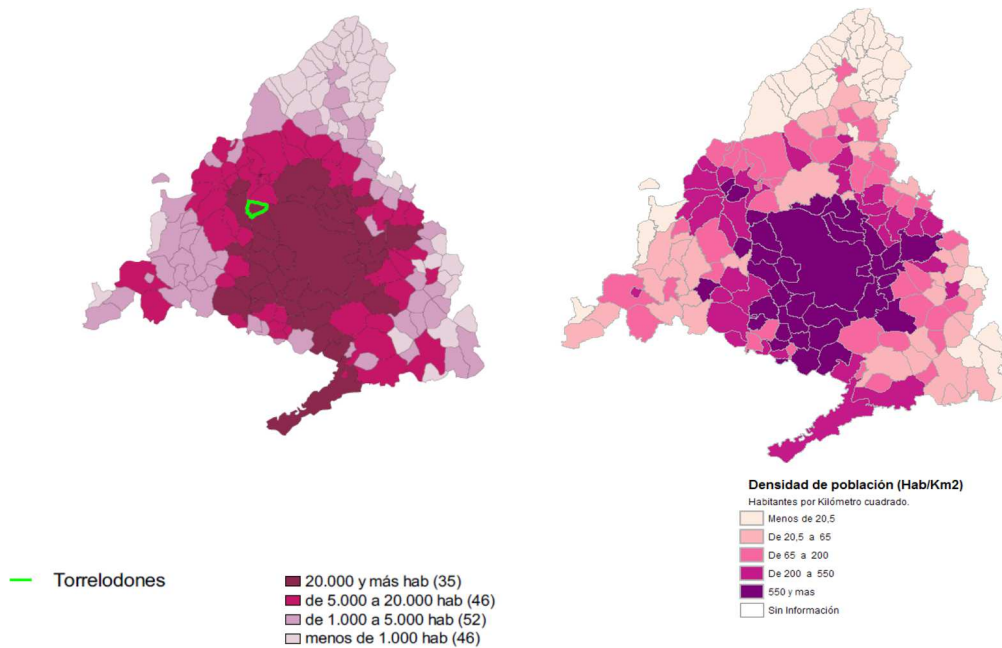 Torrelodones
20.000 y más hab (35)
de 5.000 a 20.000 hab (46)
de 1.000 a 5.000 hab (52)
menos de 1.000 hab (46)
Densidad de población (Hab/Km2)
Habitantes por Kilómetro cuadrado.
Menos de 20,5
De 20,5 a 65
De 65 a 200
De 200 a 550
550 y mas
Sin Información